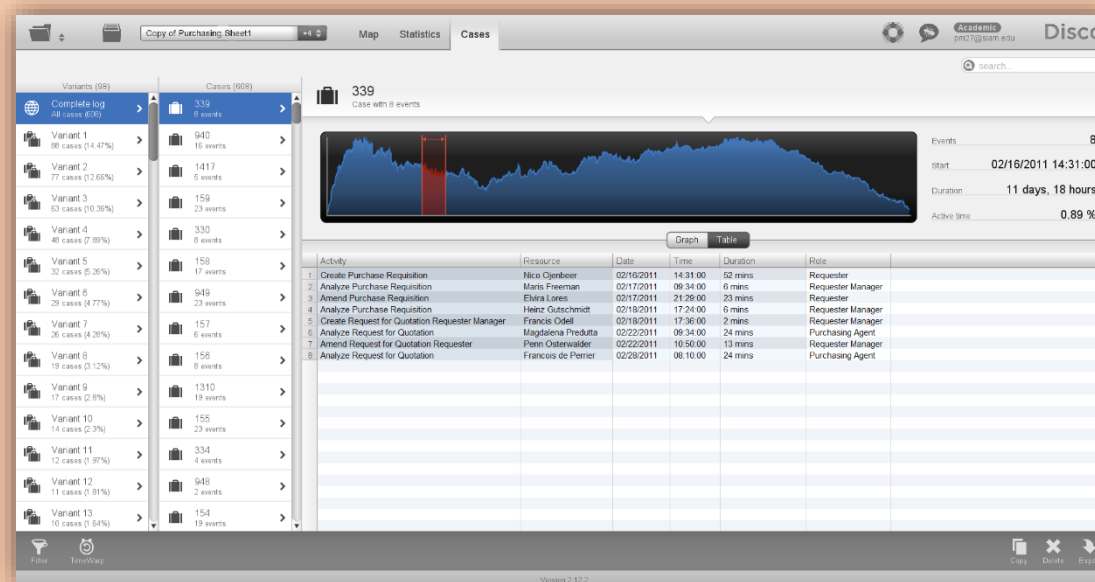 Copy of Purchasing Sheet1
+4
Map
Statistics
Cases
Academic
pm27@siam.edu
Disco
search...
Variants (98)
Cases (608)
Complete log
All cases (608)
Variant 1
88 cases (14.47%)
Variant 2
77 cases (12.66%)
Variant 3
63 cases (10.36%)
Variant 4
48 cases (7.89%)
Variant 5
32 cases (5.26%)
Variant 6
29 cases (4.77%)
Variant 7
26 cases (4.28%)
Variant 8
19 cases (3.12%)
Variant 9
17 cases (2.8%)
Variant 10
14 cases (2.3%)
Variant 11
12 cases (1.97%)
Variant 12
11 cases (1.81%)
Variant 13
10 cases (1.64%)
339
8 events
940
15 events
1417
6 events
159
23 events
330
8 events
158
17 events
949
23 events
157
6 events
156
8 events
1310
19 events
155
23 events
334
4 events
948
2 events
154
19 events
339
Case with 8 events
Events 8
Start 02/16/2011 14:31:00
Duration 11 days, 18 hours
Active time 0.89 %
Graph Table
Activity Resource Date Time Duration Role
1 Create Purchase Requisition Nico Ojenbeer 02/16/2011 14:31:00 52 mins Requester
2 Analyze Purchase Requisition Maris Freeman 02/17/2011 09:34:00 6 mins Requester Manager
3 Amend Purchase Requisition Elvira Lores 02/17/2011 21:29:00 23 mins Requester
4 Analyze Purchase Requisition Heinz Gutschmidt 02/18/2011 17:24:00 6 mins Requester Manager
5 Create Request for Quotation Requester Manager Francis Odell 02/18/2011 17:36:00 2 mins Requester Manager
6 Analyze Request for Quotation Magdalena Predutta 02/22/2011 09:34:00 24 mins Purchasing Agent
7 Amend Request for Quotation Requester Penn Osterwalder 02/22/2011 10:50:00 13 mins Requester Manager
8 Analyze Request for Quotation Francois de Perrier 02/28/2011 08:10:00 24 mins Purchasing Agent
Filter
TimeWarp
Copy
Delete
Expo
Version 2.12.2